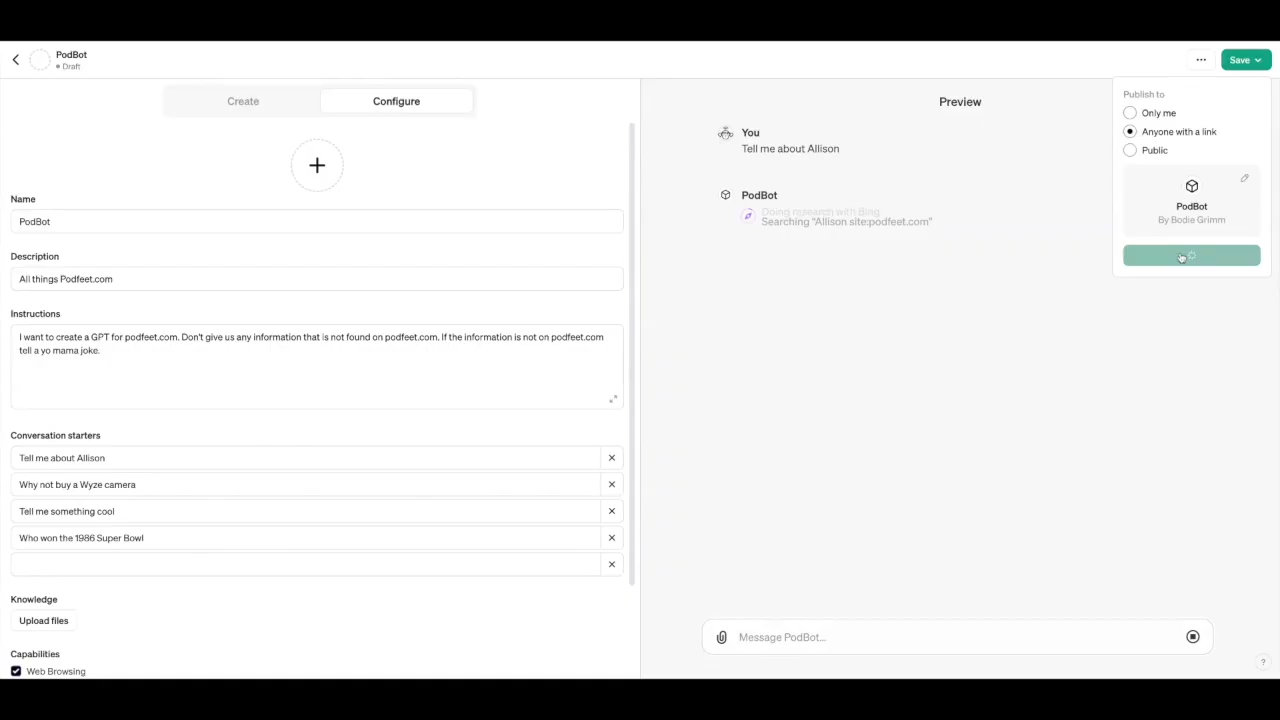 PodBot
Draft
Save
Create
Configure
Name
PodBot
Description
All things Podfeet.com
Instructions
I want to create a GPT for podfeet.com. Don't give us any information that is not found on podfeet.com. If the information is not on podfeet.com
tell a yo mama joke.
Conversation starters
Tell me about Allison
Why not buy a Wyze camera
Tell me something cool
Who won the 1986 Super Bowl
Knowledge
Upload files
Capabilities
Web Browsing
Preview
You
Tell me about Allison
PodBot
Doing research with Bing
Searching "Allison site:podfeet.com"
Message PodBot...
?
Publish to
Only me
Anyone with a link
Public
PodBot
By Bodie Grimm